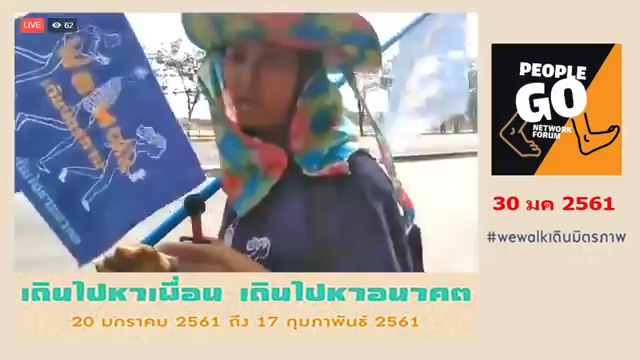 LIVE 62
PEOPLE
GO
NETWORK
FORUM
30 มค 2561
#wewalkเดินมิตรภาพ
เดินไปหาเพื่อน เดินไปหาอนาคต
20 มกราคม 2561 ถึง 17 กุมภาพันธ์ 2561